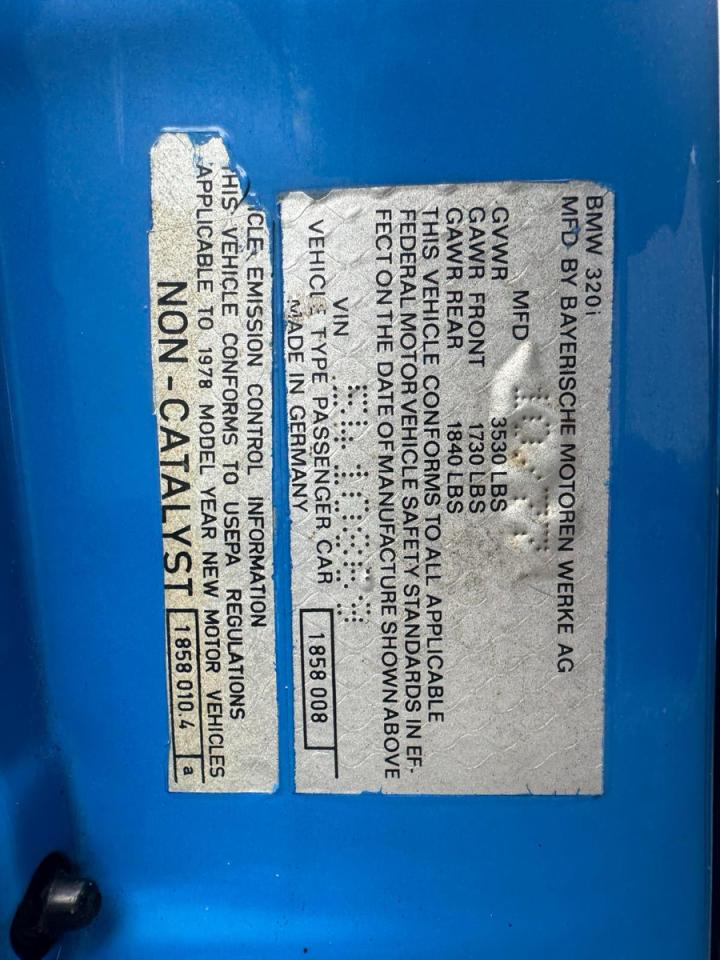 BMW 320i
MFD BY BAYERISCHE MOTOREN WERKE AG
MFD
GVWR 3530 LBS
GAWR FRONT 1730 LBS
GAWR REAR 1840 LBS
THIS VEHICLE CONFORMS TO ALL APPLICABLE
FEDERAL MOTOR VEHICLE SAFETY STANDARDS IN EF-
FECT ON THE DATE OF MANUFACTURE SHOWN ABOVE
VIN
VEHICLE TYPE PASSENGER CAR
MADE IN GERMANY
1858 008
ICLE EMISSION CONTROL INFORMATION
HIS VEHICLE CONFORMS TO USEPA REGULATIONS
APPLICABLE TO 1978 MODEL YEAR NEW MOTOR VEHICLES
NON-CATALYST 1858 010.4 a